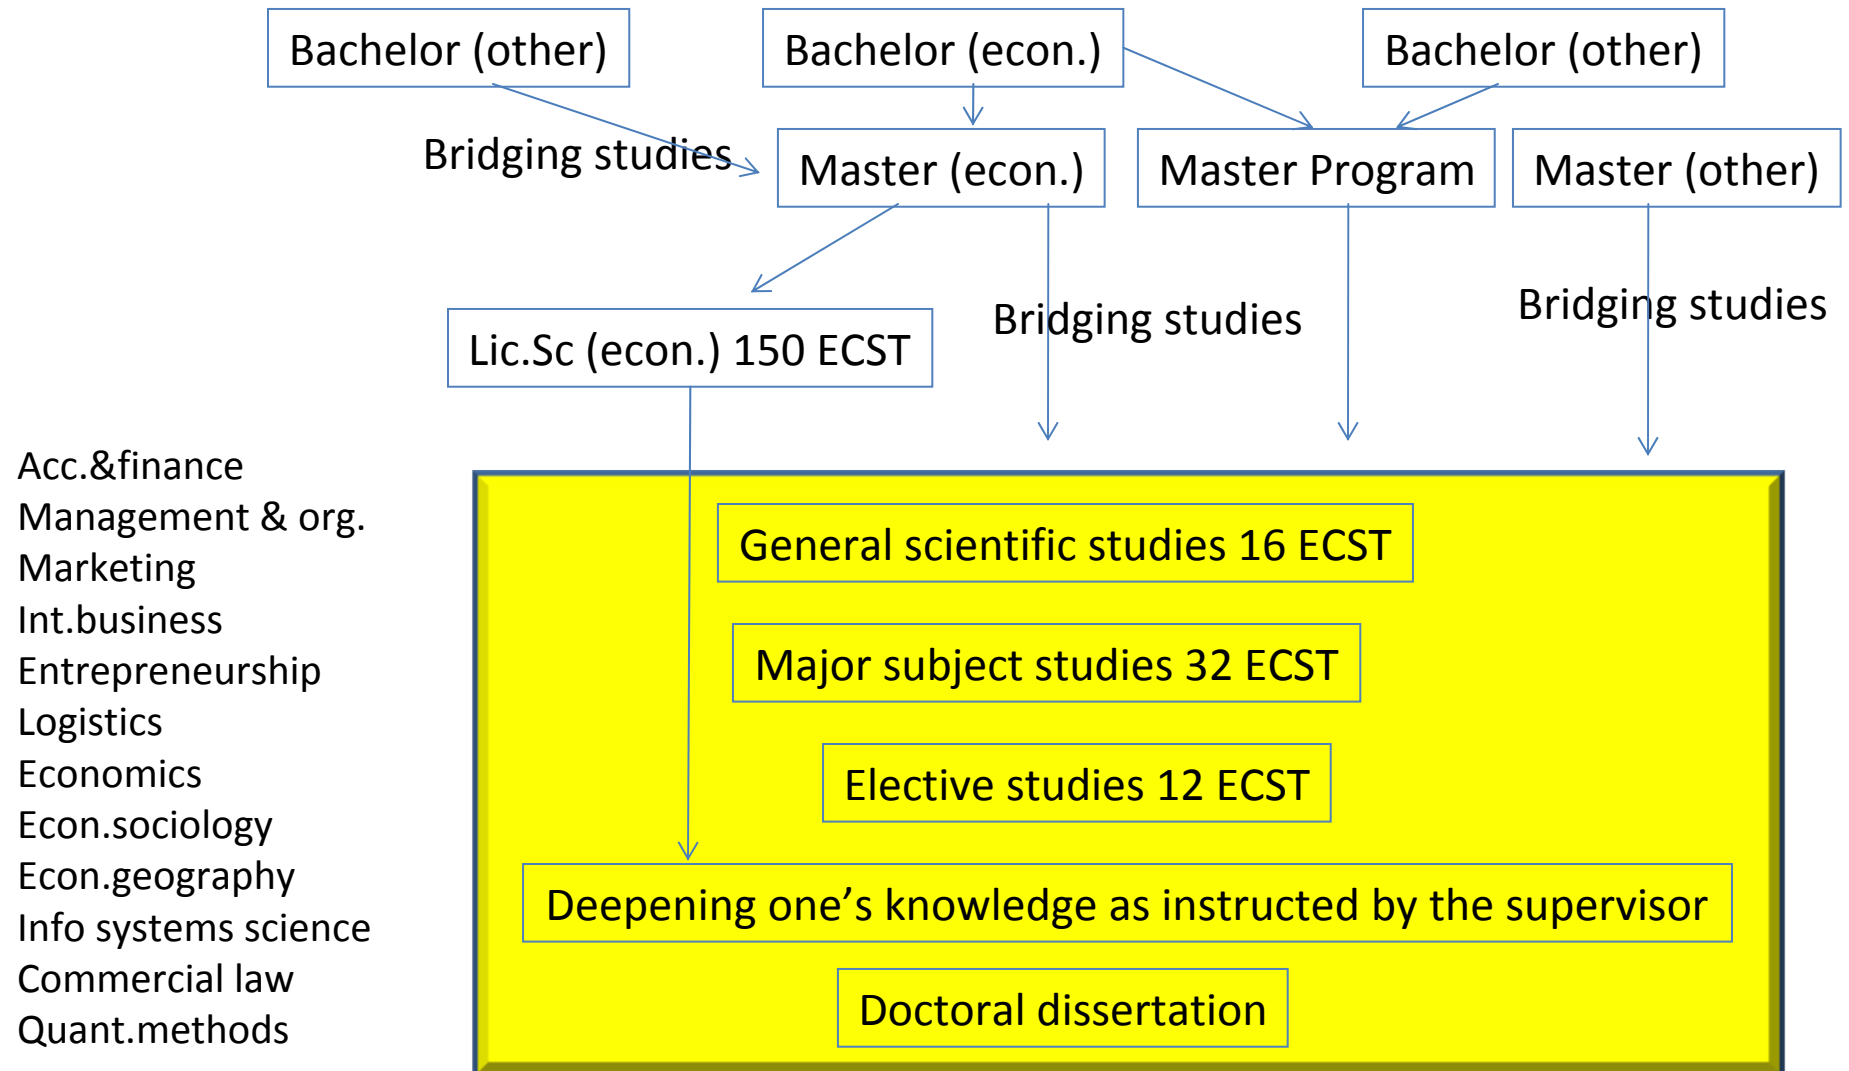 Bachelor (other)
Bachelor (econ.)
Bachelor (other)
Bridging studies
Master (econ.)
Master Program
Master (other)
Lic.Sc (econ.) 150 ECST
Bridging studies
Bridging studies
Acc.&finance
Management & org.
Marketing
Int.business
Entrepreneurship
Logistics
Economics
Econ.sociology
Econ.geography
Info systems science
Commercial law
Quant.methods
General scientific studies 16 ECST
Major subject studies 32 ECST
Elective studies 12 ECST
Deepening one’s knowledge as instructed by the supervisor
Doctoral dissertation